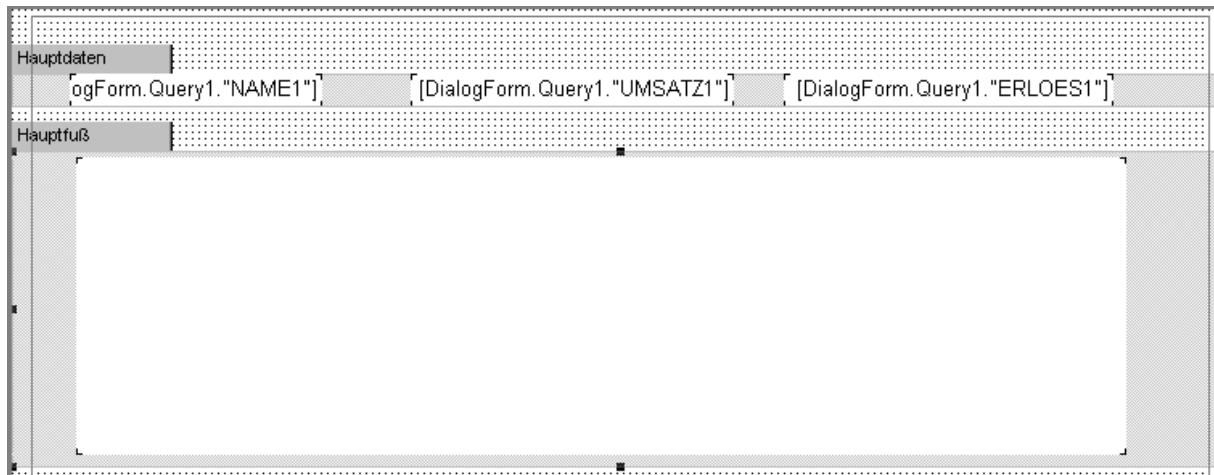 Hauptdaten
ogForm.Query1."NAME1"] [DialogForm.Query1."UMSATZ1"] [DialogForm.Query1."ERLOES1"]
Hauptfuß